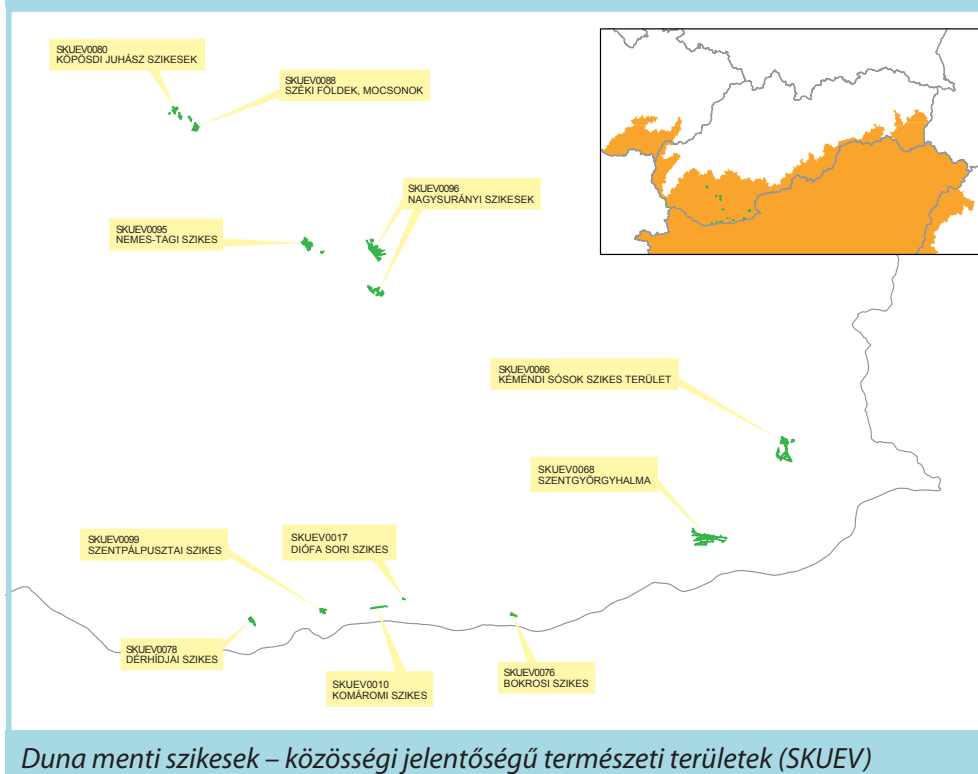 SKUEV0080
KÖPÖSDI JUHÁSZ SZIKESEK
SKUEV0088
SZÉKI FÖLDEK, MOCSONOK
SKUEV0096
NAGYSURÁNYI SZIKESEK
SKUEV0095
NEMES-TAGI SZIKES
SKUEV0066
KÉMÉNDI SÓSOK SZIKES TERÜLET
SKUEV0068
SZENTGYÖRGYHALMA
SKUEV0099
SZENTPÁLPUSZTAI SZIKES
SKUEV0017
DIÓFA SORI SZIKES
SKUEV0078
DÉRHÍDJAI SZIKES
SKUEV0010
KOMÁROMI SZIKES
SKUEV0076
BOKROSI SZIKES
Duna menti szikesek – közösségi jelentőségű természeti területek (SKUEV)